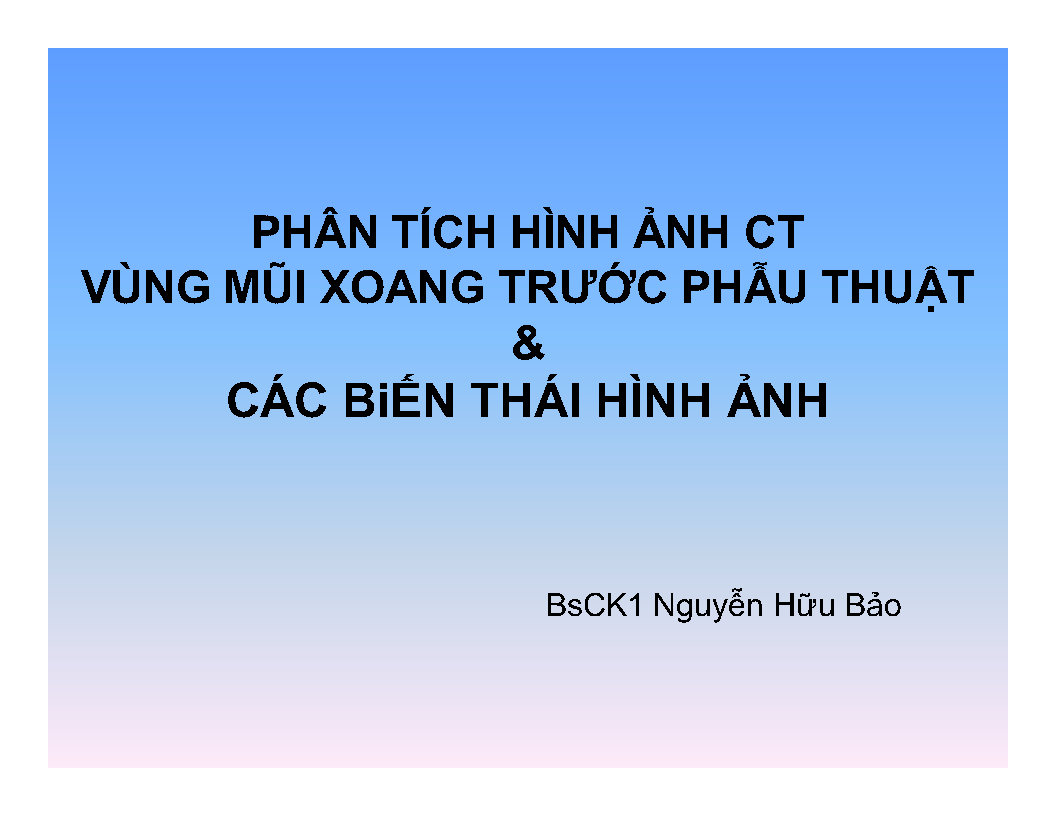 PHÂN TÍCH HÌNH ẢNH CT
VÙNG MŨI XOANG TRƯỚC PHẪU THUẬT
&
CÁC BiẾN THÁI HÌNH ẢNH
BsCK1 Nguyễn Hữu Bảo